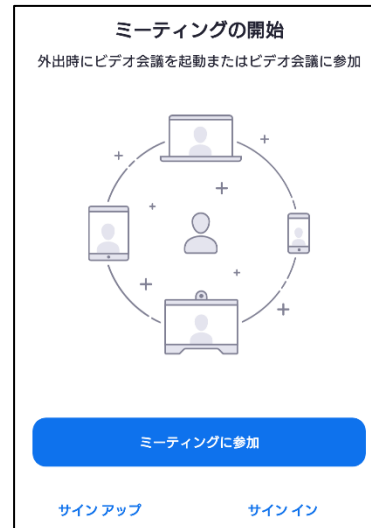 ミーティングの開始
外出時にビデオ会議を起動またはビデオ会議に参加
ミーティングに参加
サイン アップ
サイン イン